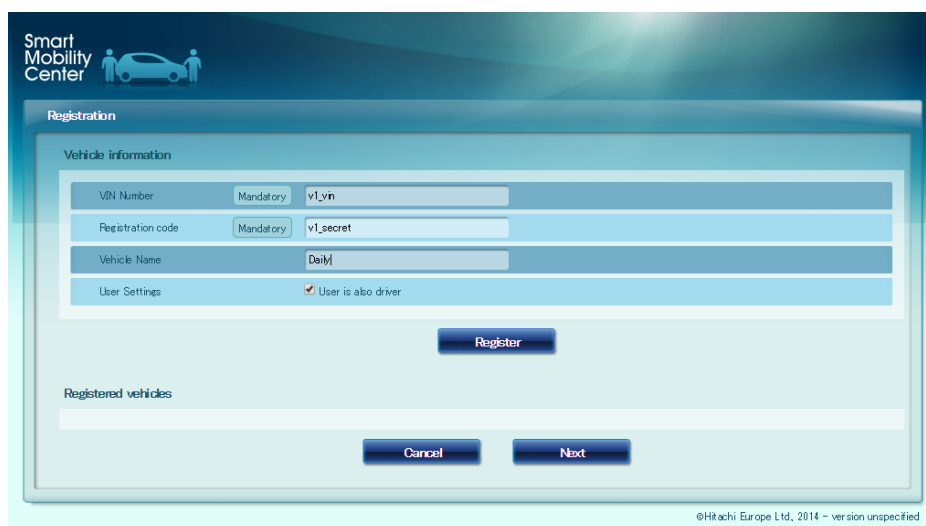 Smart
Mobility
Center
Registration
Vehicle information
VIN Number Mandatory v1_vin
Registration code Mandatory v1_secret
Vehicle Name Daily
User Settings User is also driver
Register
Registered vehicles
Cancel Next
©Hitachi Europe Ltd, 2014 - version unspecified